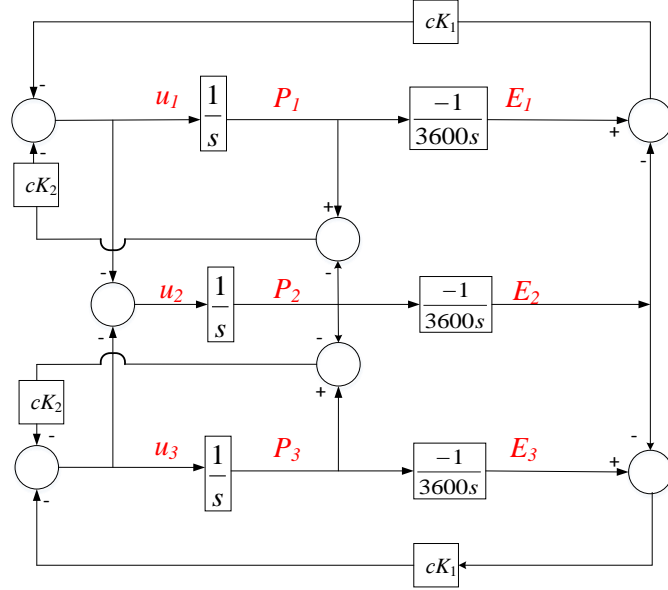 cK₁
-
u₁ 1/s P₁ -1/3600s E₁
+
-
-
cK₂
+
-
-
u₂ 1/s P₂ -1/3600s E₂
-
-
+
cK₂
-
-
u₃ 1/s P₃ -1/3600s E₃
+
-
cK₁